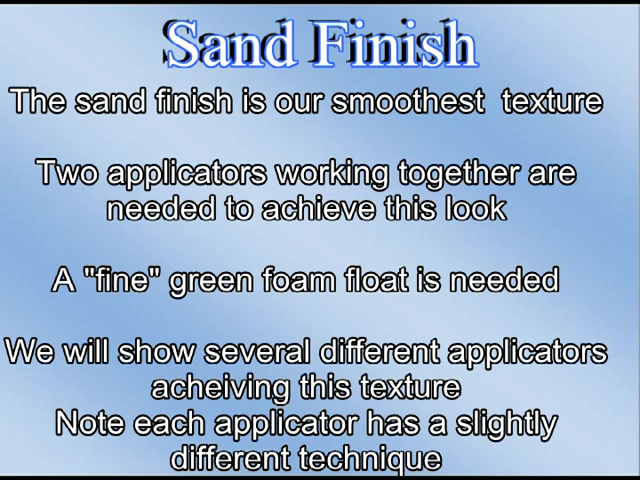 Sand Finish
The sand finish is our smoothest  texture
Two applicators working together are
needed to achieve this look
A "fine" green foam float is needed
We will show several different applicators
acheiving this texture
Note each applicator has a slightly
different technique